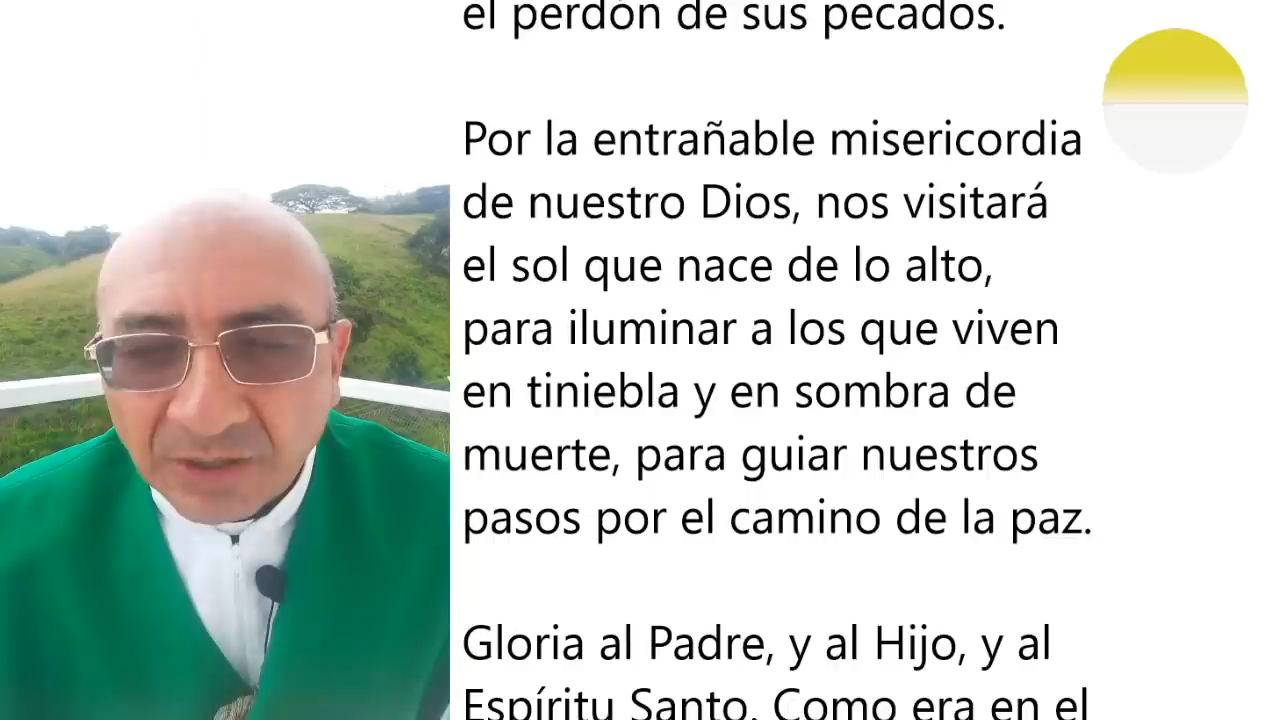 el perdón de sus pecados.
Por la entrañable misericordia
de nuestro Dios, nos visitará
el sol que nace de lo alto,
para iluminar a los que viven
en tiniebla y en sombra de
muerte, para guiar nuestros
pasos por el camino de la paz.
Gloria al Padre, y al Hijo, y al
Espíritu Santo. Como era en el